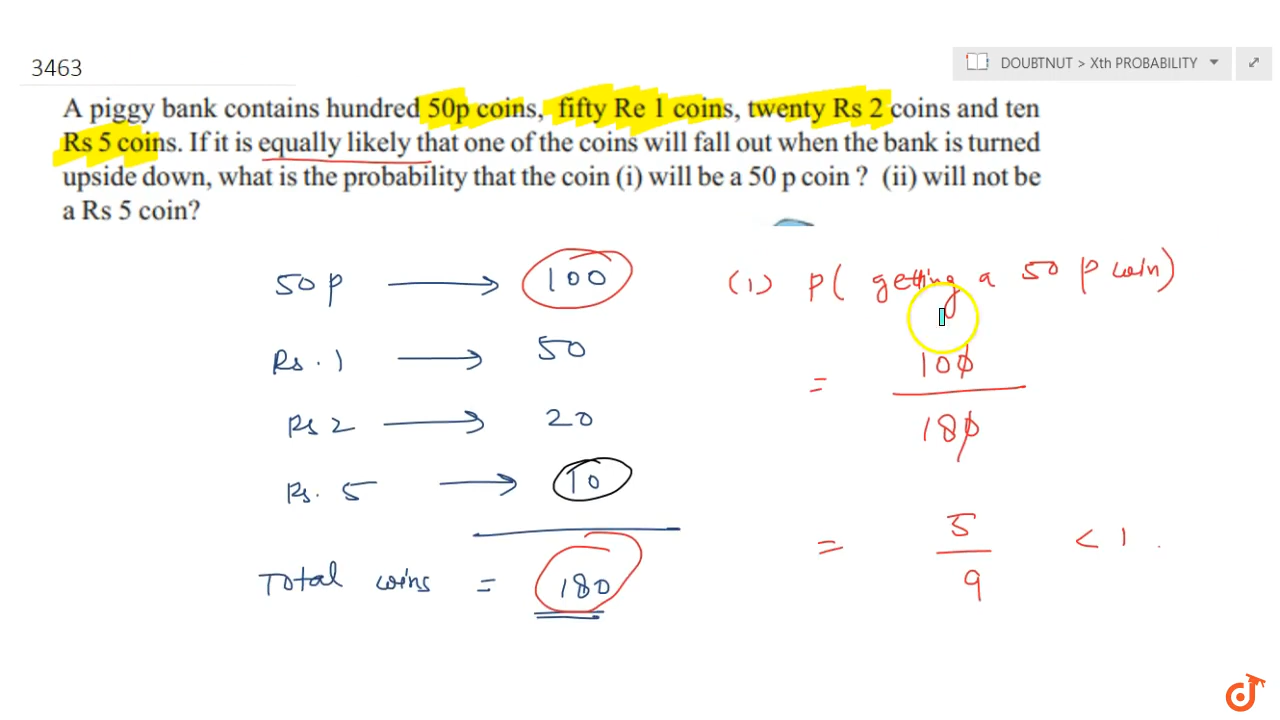 3463
DOUBTNUT > Xth PROBABILITY
A piggy bank contains hundred 50p coins, fifty Re 1 coins, twenty Rs 2 coins and ten
Rs 5 coins. If it is equally likely that one of the coins will fall out when the bank is turned
upside down, what is the probability that the coin (i) will be a 50 p coin ? (ii) will not be
a Rs 5 coin?
50 p → 100
Rs. 1 → 50
Rs 2 → 20
Rs. 5 → 10
Total coins = 180
(1) P( getting a 50 p coin)
= 100
180
= 5
9 < 1